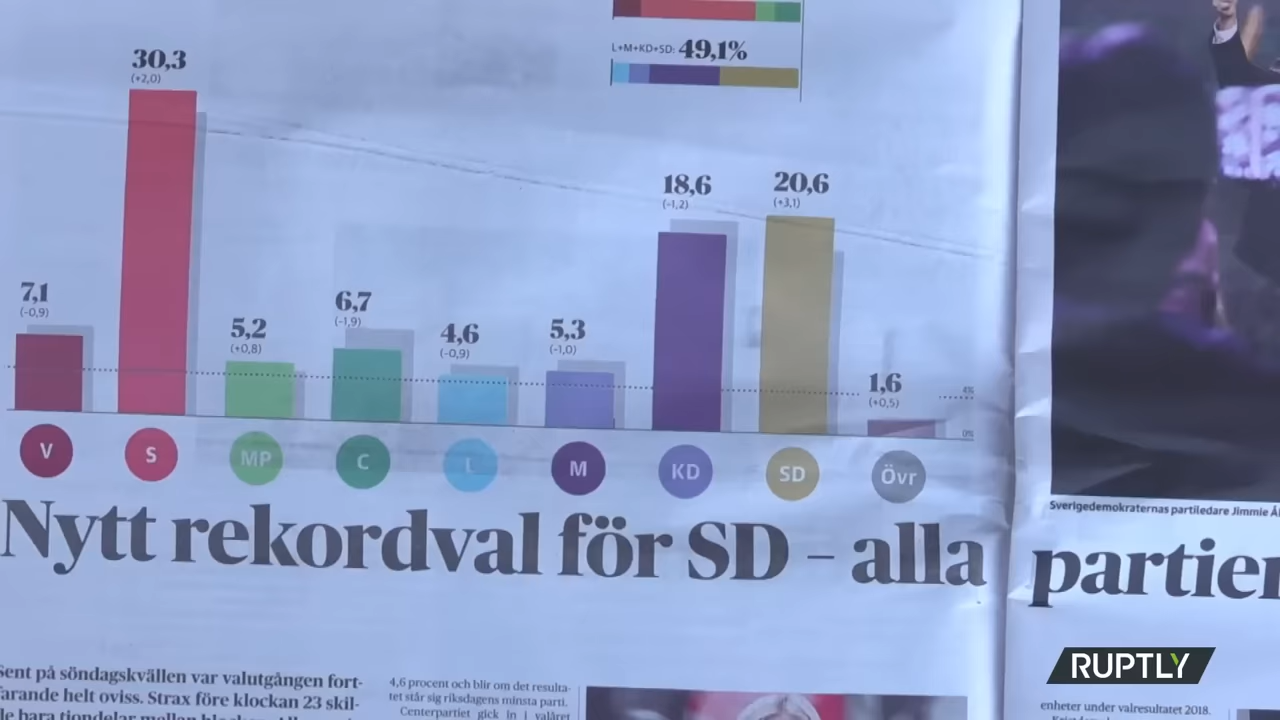 L+M+KD+SD: 49,1%
30,3
(+2,0)
18,6
(-1,2)
20,6
(+3,1)
7,1
(-0,9)
5,2
(+0,8)
6,7
(-1,9)
4,6
(-0,9)
5,3
(-1,0)
1,6
(+0,5)
4%
0%
V S MP C L M KD SD Övr
Nytt rekordval för SD – alla partier
Sverigedemokraternas partiledare Jimmie
Sent på söndagskvällen var valutgången fort-
farande helt oviss. Strax före klockan 23 skil-
de bara tiondelar mellan
4,6 procent och blir om det resulta-
tet står sig riksdagens minsta parti.
Centerpartiet gick in i valåret
enheter under valresultatet 2018.
RUPTLY